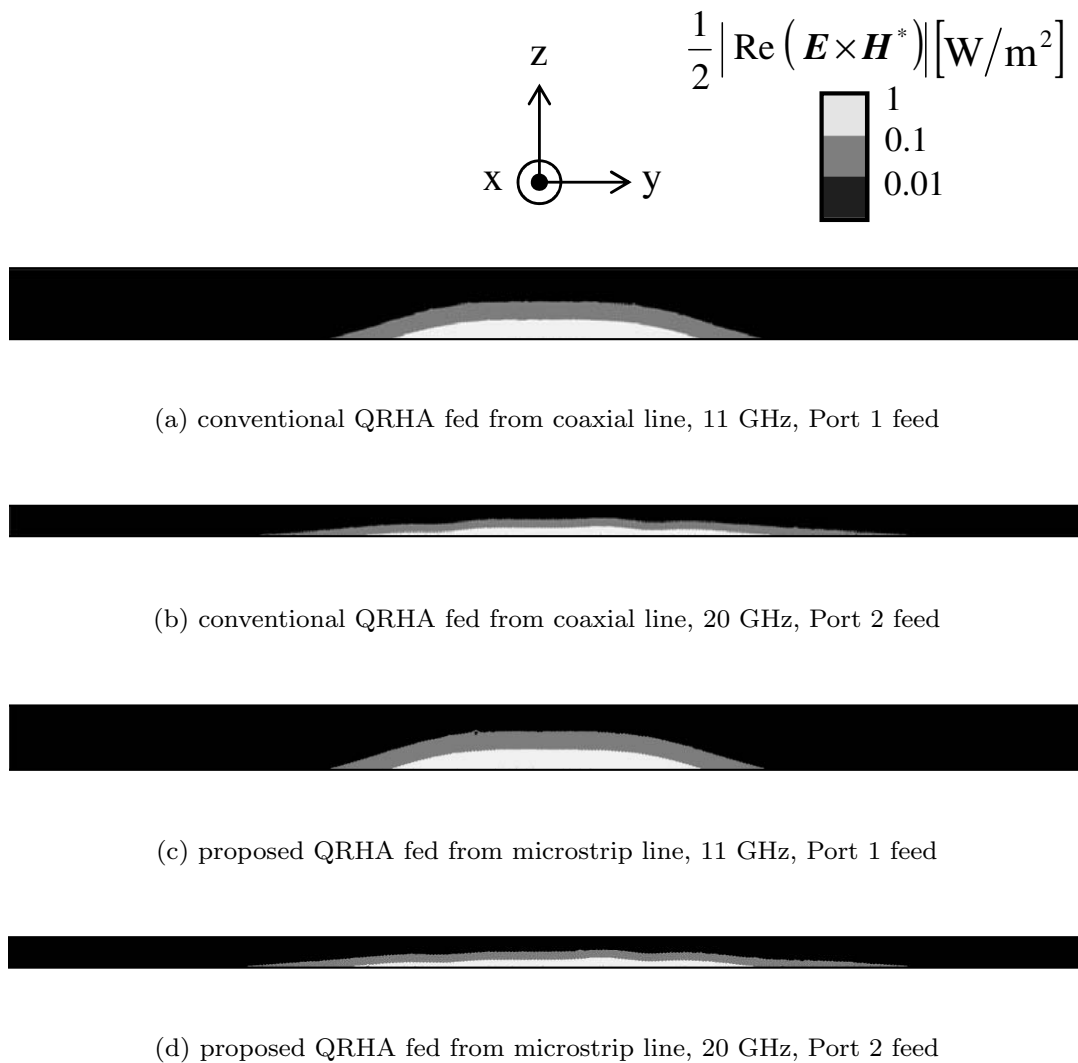 1/2 | Re ( E × H* ) | [W/m²]
z
1
0.1
x
y
0.01
(a) conventional QRHA fed from coaxial line, 11 GHz, Port 1 feed
(b) conventional QRHA fed from coaxial line, 20 GHz, Port 2 feed
(c) proposed QRHA fed from microstrip line, 11 GHz, Port 1 feed
(d) proposed QRHA fed from microstrip line, 20 GHz, Port 2 feed